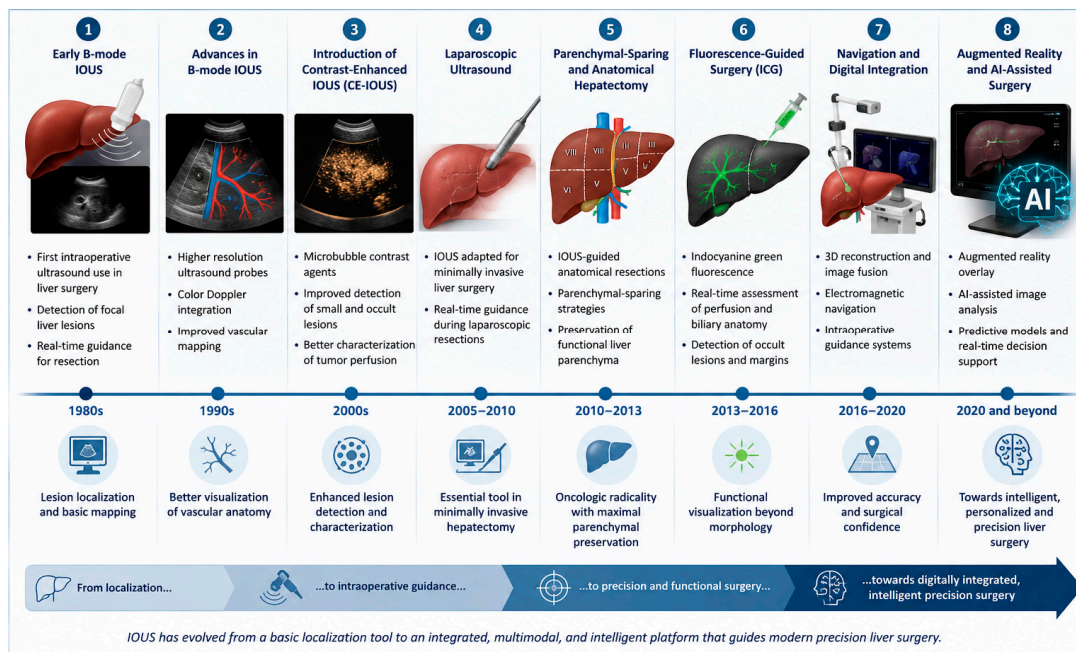 1
Early B-mode
IOUS
• First intraoperative
ultrasound use in
liver surgery
• Detection of focal
liver lesions
• Real-time guidance
for resection
1980s
Lesion localization
and basic mapping
2
Advances in
B-mode IOUS
• Higher resolution
ultrasound probes
• Color Doppler
integration
• Improved vascular
mapping
1990s
Better visualization
of vascular anatomy
3
Introduction of
Contrast-Enhanced
IOUS (CE-IOUS)
• Microbubble contrast
agents
• Improved detection
of small and occult
lesions
• Better characterization
of tumor perfusion
2000s
Enhanced lesion
detection and
characterization
4
Laparoscopic
Ultrasound
• IOUS adapted for
minimally invasive
liver surgery
• Real-time guidance
during laparoscopic
resections
2005–2010
Essential tool in
minimally invasive
hepatectomy
5
Parenchymal-Sparing
and Anatomical
Hepatectomy
VIII VIII III III
VI V V
• IOUS-guided
anatomical resections
• Parenchymal-sparing
strategies
• Preservation of
functional liver
parenchyma
2010–2013
Oncologic radicality
with maximal
parenchymal
preservation
6
Fluorescence-Guided
Surgery (ICG)
• Indocyanine green
fluorescence
• Real-time assessment
of perfusion and
biliary anatomy
• Detection of occult
lesions and margins
2013–2016
Functional
visualization beyond
morphology
7
Navigation and
Digital Integration
• 3D reconstruction and
image fusion
• Electromagnetic
navigation
• Intraoperative
guidance systems
2016–2020
Improved accuracy
and surgical
confidence
8
Augmented Reality
and AI-Assisted
Surgery
AI
• Augmented reality
overlay
• AI-assisted image
analysis
• Predictive models and
real-time decision
support
2020 and beyond
Towards intelligent,
personalized and
precision liver
surgery
From localization...
...to intraoperative guidance...
...to precision and functional surgery...
...towards digitally integrated,
intelligent precision surgery
IOUS has evolved from a basic localization tool to an integrated, multimodal, and intelligent platform that guides modern precision liver surgery.